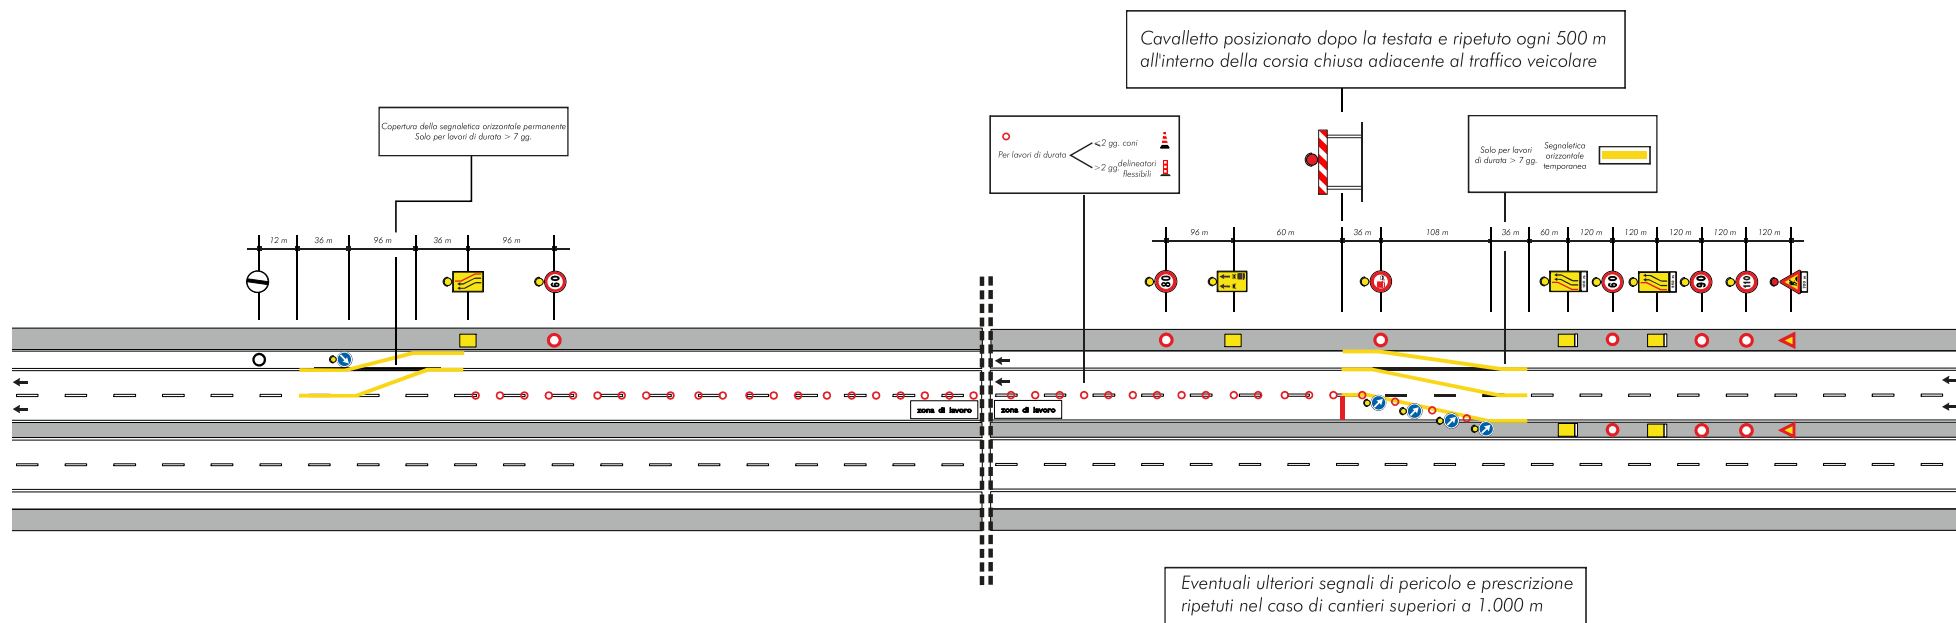 Cavalletto posizionato dopo la testata e ripetuto ogni 500 m
all'interno della corsia chiusa adiacente al traffico veicolare
Copertura della segnaletica orizzontale permanente
Solo per lavori di durata > 7 gg.
Per lavori di durata
<2 gg. coni
>2 gg. delineatori
flessibili
Solo per lavori
di durata > 7 gg.
Segnaletica
orizzontale
temporanea
12 m
36 m
96 m
36 m
96 m
96 m
60 m
36 m
108 m
36 m
60 m
120 m
120 m
120 m
120 m
120 m
60
80
60
90
110
zona di lavoro
zona di lavoro
Eventuali ulteriori segnali di pericolo e prescrizione
ripetuti nel caso di cantieri superiori a 1.000 m